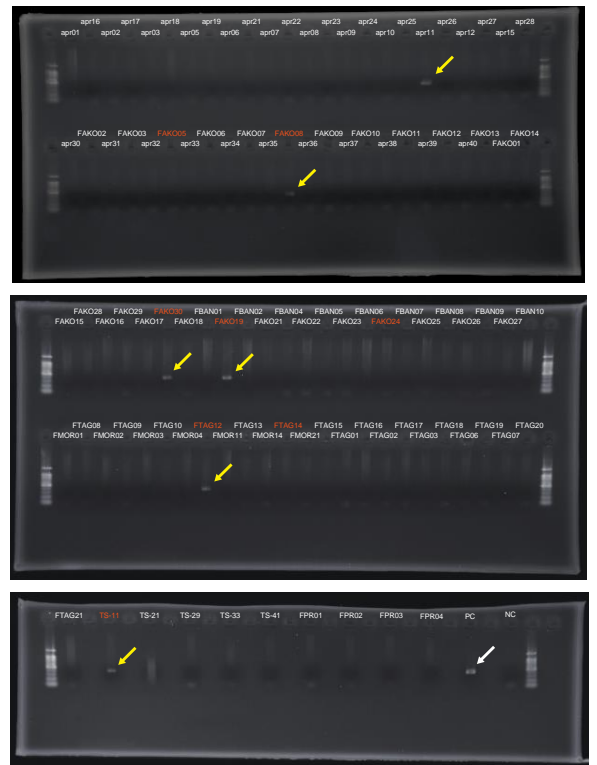 apr16 apr17 apr18 apr19 apr21 apr22 apr23 apr24 apr25 apr26 apr27 apr28
apr01 apr02 apr03 apr05 apr06 apr07 apr08 apr09 apr10 apr11 apr12 apr15
FAKO02 FAKO03 FAKO05 FAKO06 FAKO07 FAKO08 FAKO09 FAKO10 FAKO11 FAKO12 FAKO13 FAKO14
apr30 apr31 apr32 apr33 apr34 apr35 apr36 apr37 apr38 apr39 apr40 FAKO01
FAKO28 FAKO29 FAKO30 FBAN01 FBAN02 FBAN04 FBAN05 FBAN06 FBAN07 FBAN08 FBAN09 FBAN10
FAKO15 FAKO16 FAKO17 FAKO18 FAKO19 FAKO21 FAKO22 FAKO23 FAKO24 FAKO25 FAKO26 FAKO27
FTAG08 FTAG09 FTAG10 FTAG12 FTAG13 FTAG14 FTAG15 FTAG16 FTAG17 FTAG18 FTAG19 FTAG20
FMOR01 FMOR02 FMOR03 FMOR04 FMOR11 FMOR14 FMOR21 FTAG01 FTAG02 FTAG03 FTAG06 FTAG07
FTAG21 TS-11 TS-21 TS-29 TS-33 TS-41 FPR01 FPR02 FPR03 FPR04 PC NC